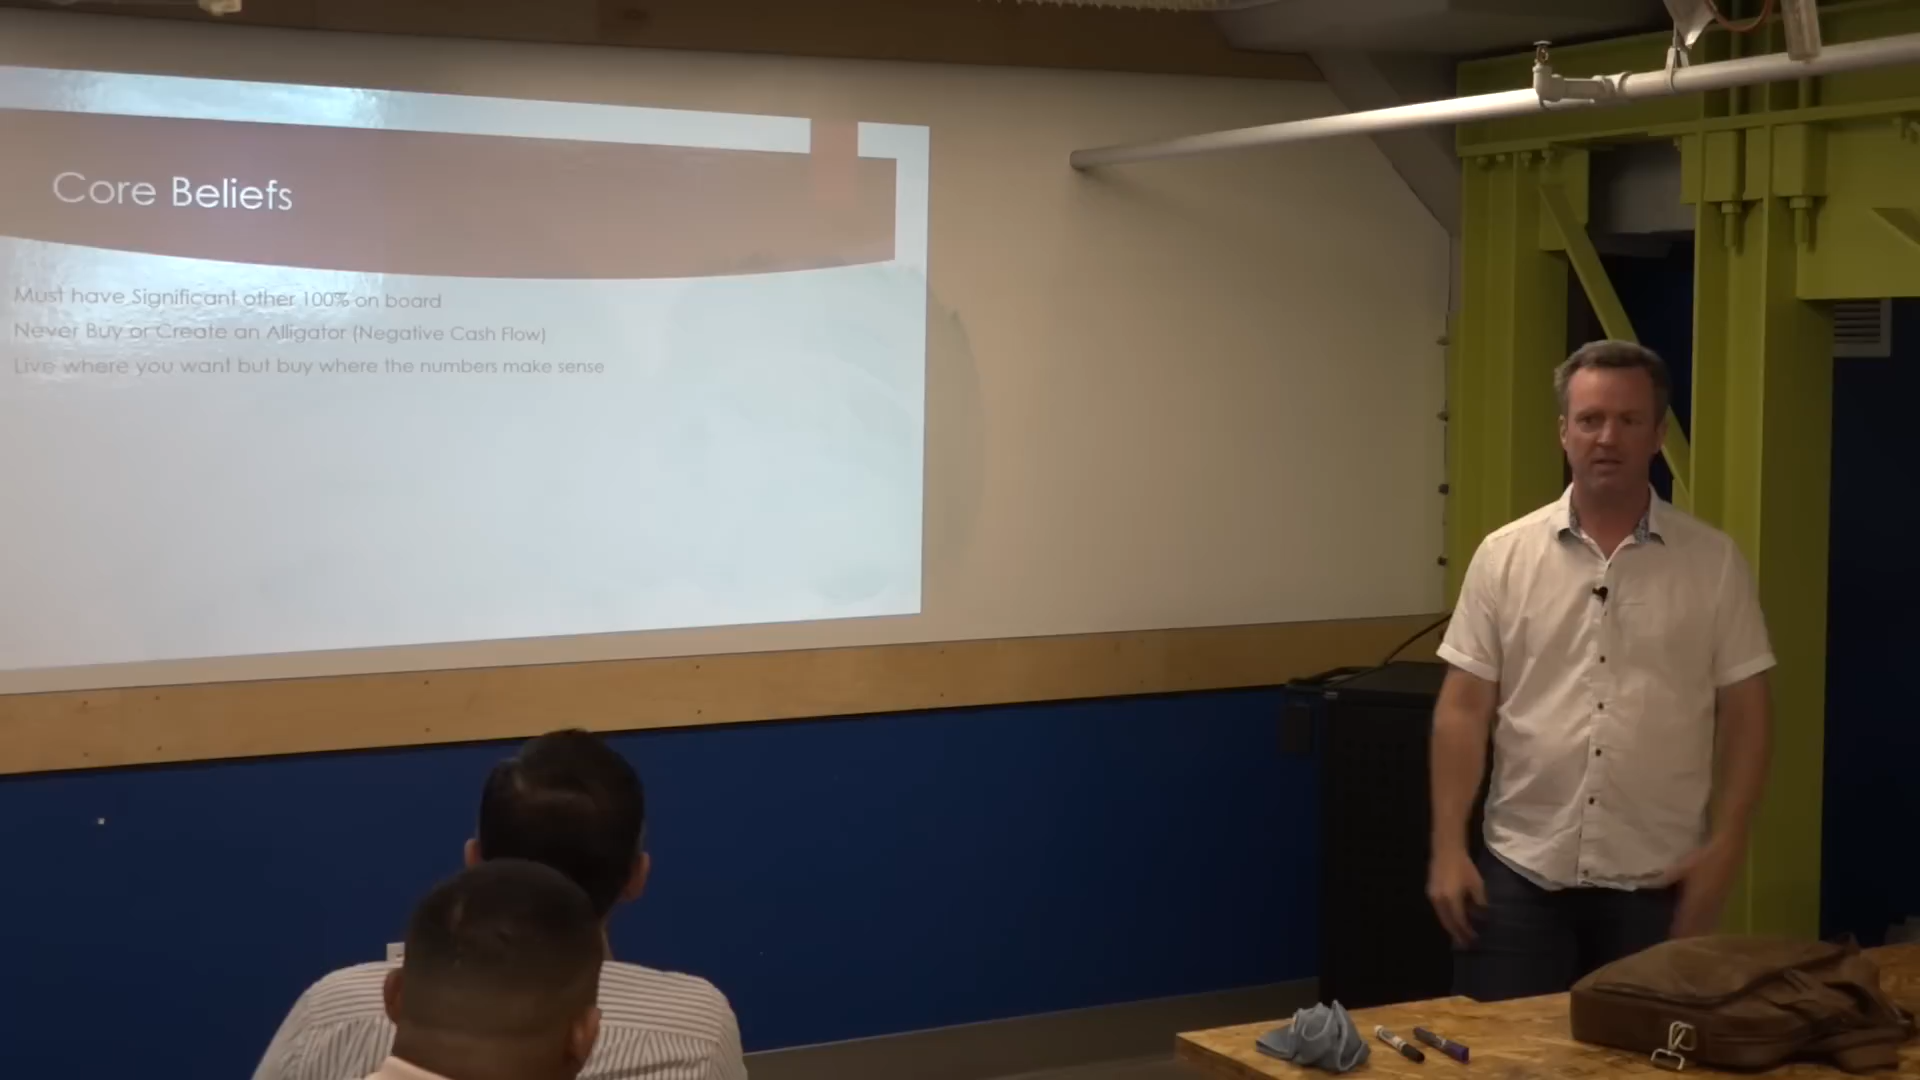 Core Beliefs
Must have Significant other 100% on board
Never Buy or Create an Alligator (Negative Cash Flow)
Live where you want but buy where the numbers make sense